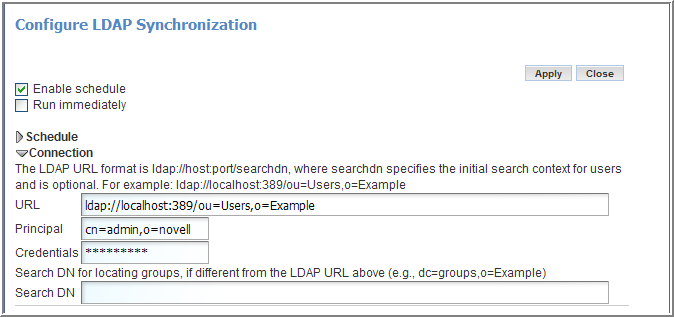 Configure LDAP Synchronization
Apply Close
Enable schedule
Run immediately
Schedule
Connection
The LDAP URL format is ldap://host:port/searchdn, where searchdn specifies the initial search context for users
and is optional. For example: ldap://localhost:389/ou=Users,o=Example
URL ldap://localhost:389/ou=Users,o=Example
Principal cn=admin,o=novell
Credentials *********
Search DN for locating groups, if different from the LDAP URL above (e.g., dc=groups,o=Example)
Search DN